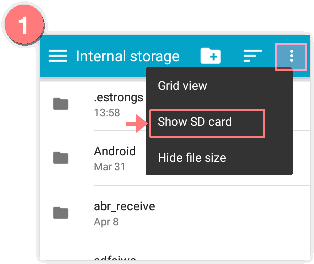 1
Internal storage
.estrongs
13:58
Grid view
Show SD card
Hide file size
Android
Mar 31
abr_receive
Apr 8